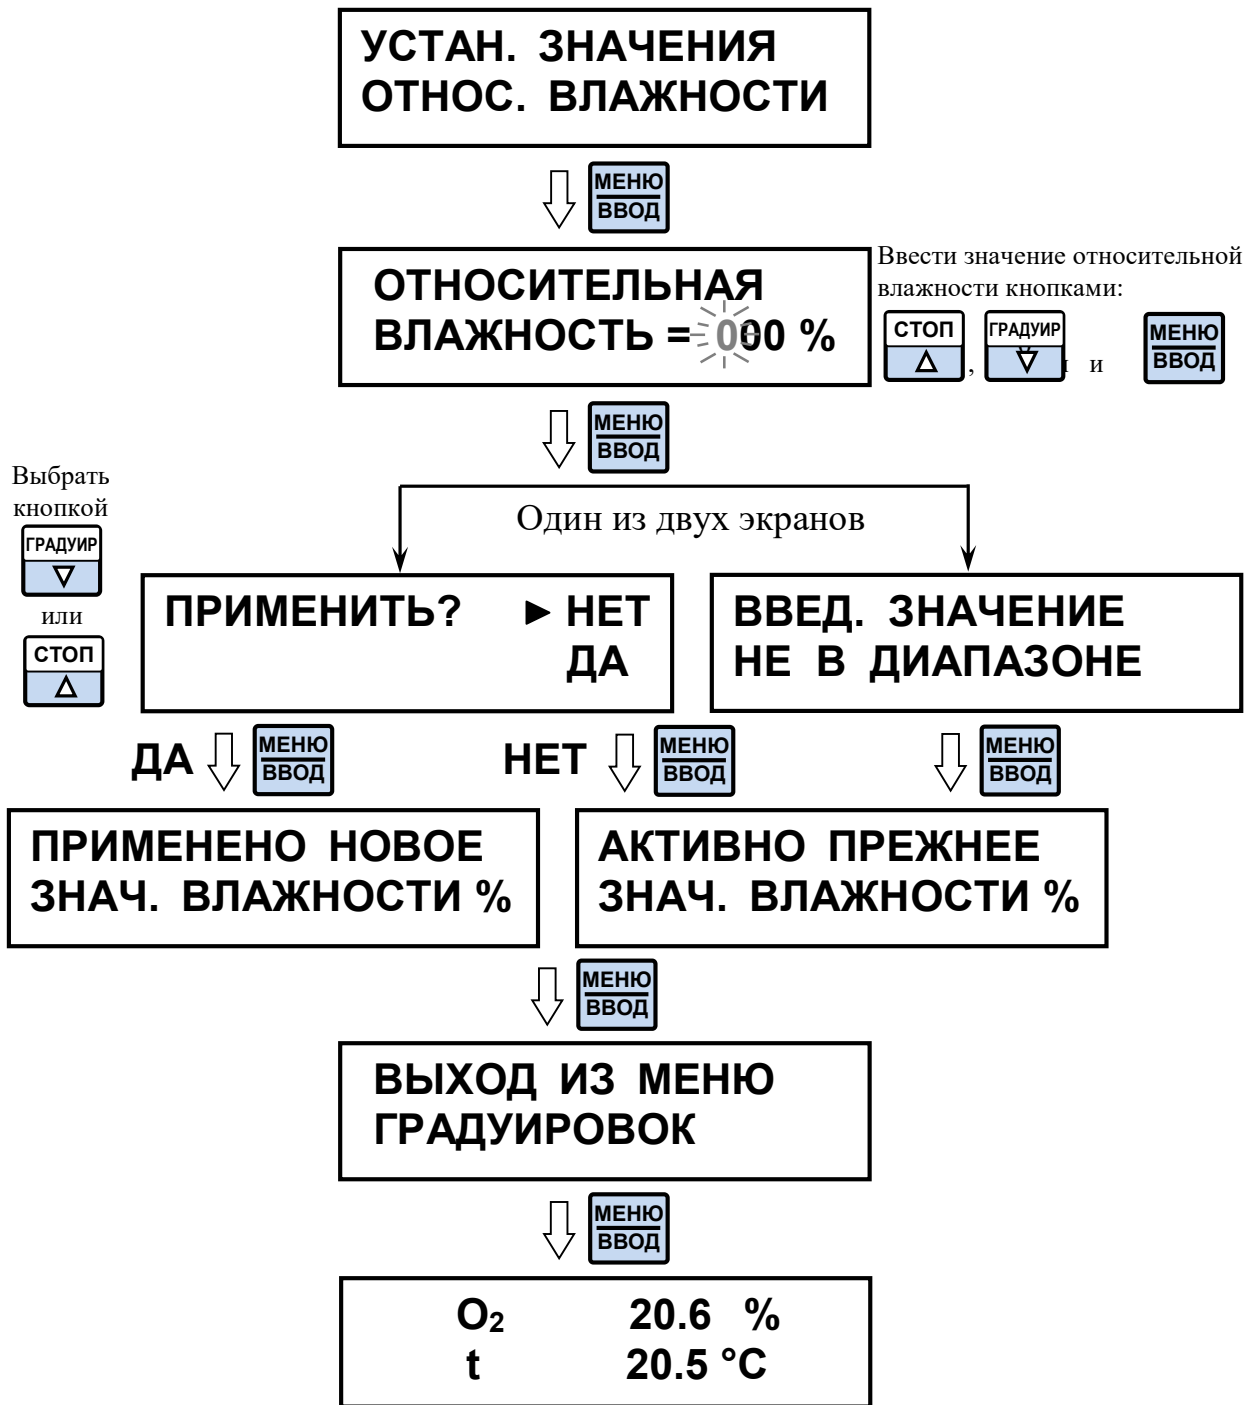 УСТАН. ЗНАЧЕНИЯ
ОТНОС. ВЛАЖНОСТИ
МЕНЮ
ВВОД
ОТНОСИТЕЛЬНАЯ
ВЛАЖНОСТЬ = 000 %
Ввести значение относительной
влажности кнопками:
СТОП
,
ГРАДУИР
и
МЕНЮ
ВВОД
МЕНЮ
ВВОД
Выбрать
кнопкой
ГРАДУИР
или
СТОП
Один из двух экранов
ПРИМЕНИТЬ? ► НЕТ
ДА
ВВЕД. ЗНАЧЕНИЕ
НЕ В ДИАПАЗОНЕ
ДА
МЕНЮ
ВВОД
НЕТ
МЕНЮ
ВВОД
МЕНЮ
ВВОД
ПРИМЕНЕНО НОВОЕ
ЗНАЧ. ВЛАЖНОСТИ %
АКТИВНО ПРЕЖНЕЕ
ЗНАЧ. ВЛАЖНОСТИ %
МЕНЮ
ВВОД
ВЫХОД ИЗ МЕНЮ
ГРАДУИРОВОК
МЕНЮ
ВВОД
O₂ 20.6 %
t 20.5 °C